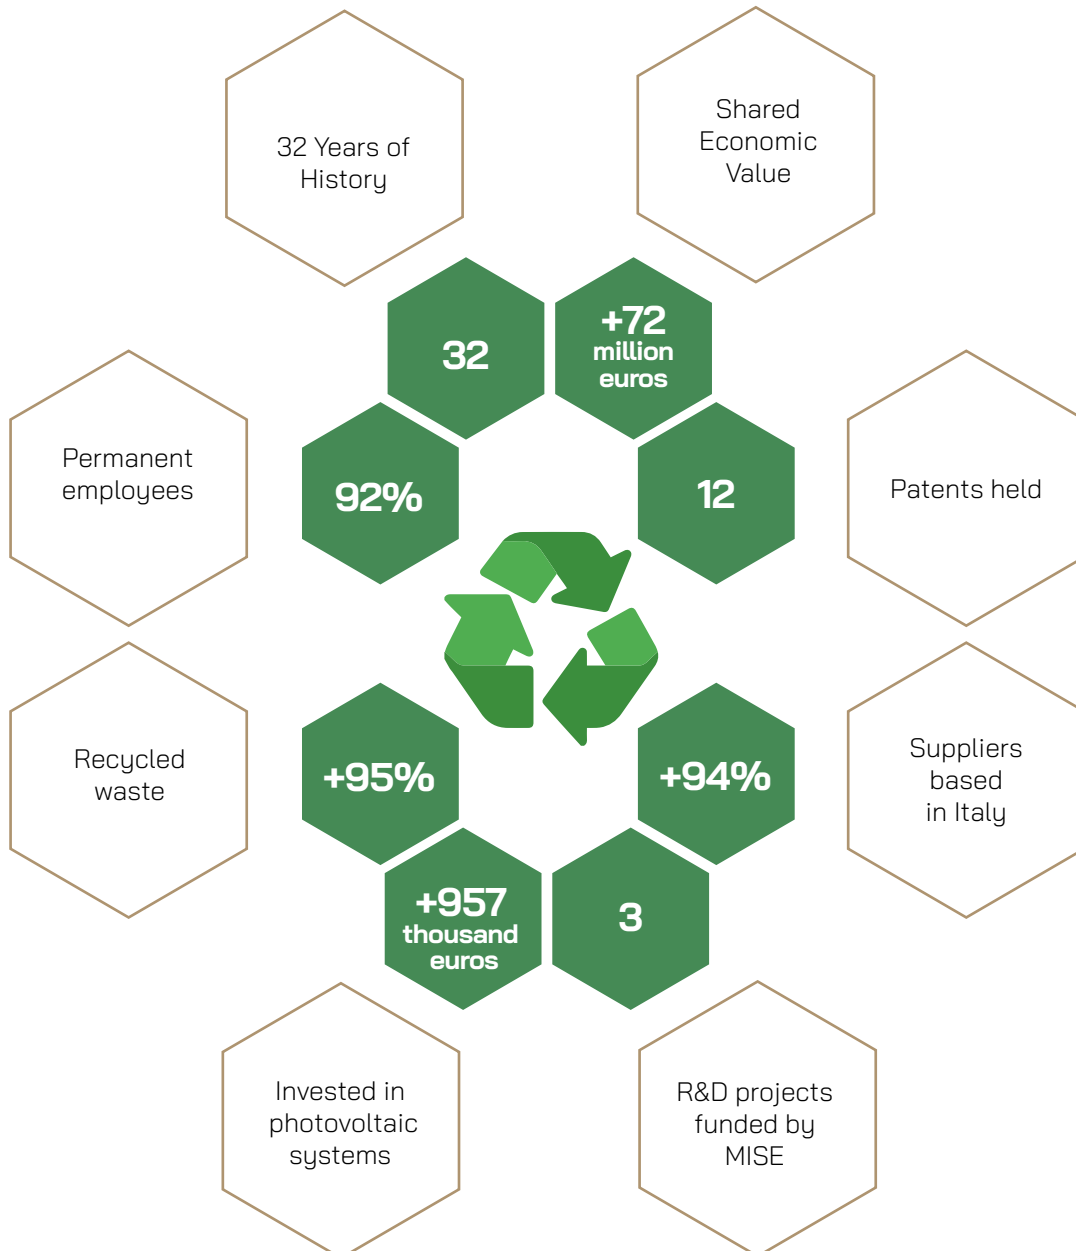 32 Years of
History
Shared
Economic
Value
32
+72
million
euros
Permanent
employees
92%
12
Patents held
Recycled
waste
+95%
+94%
Suppliers
based
in Italy
+957
thousand
euros
3
Invested in
photovoltaic
systems
R&D projects
funded by
MISE